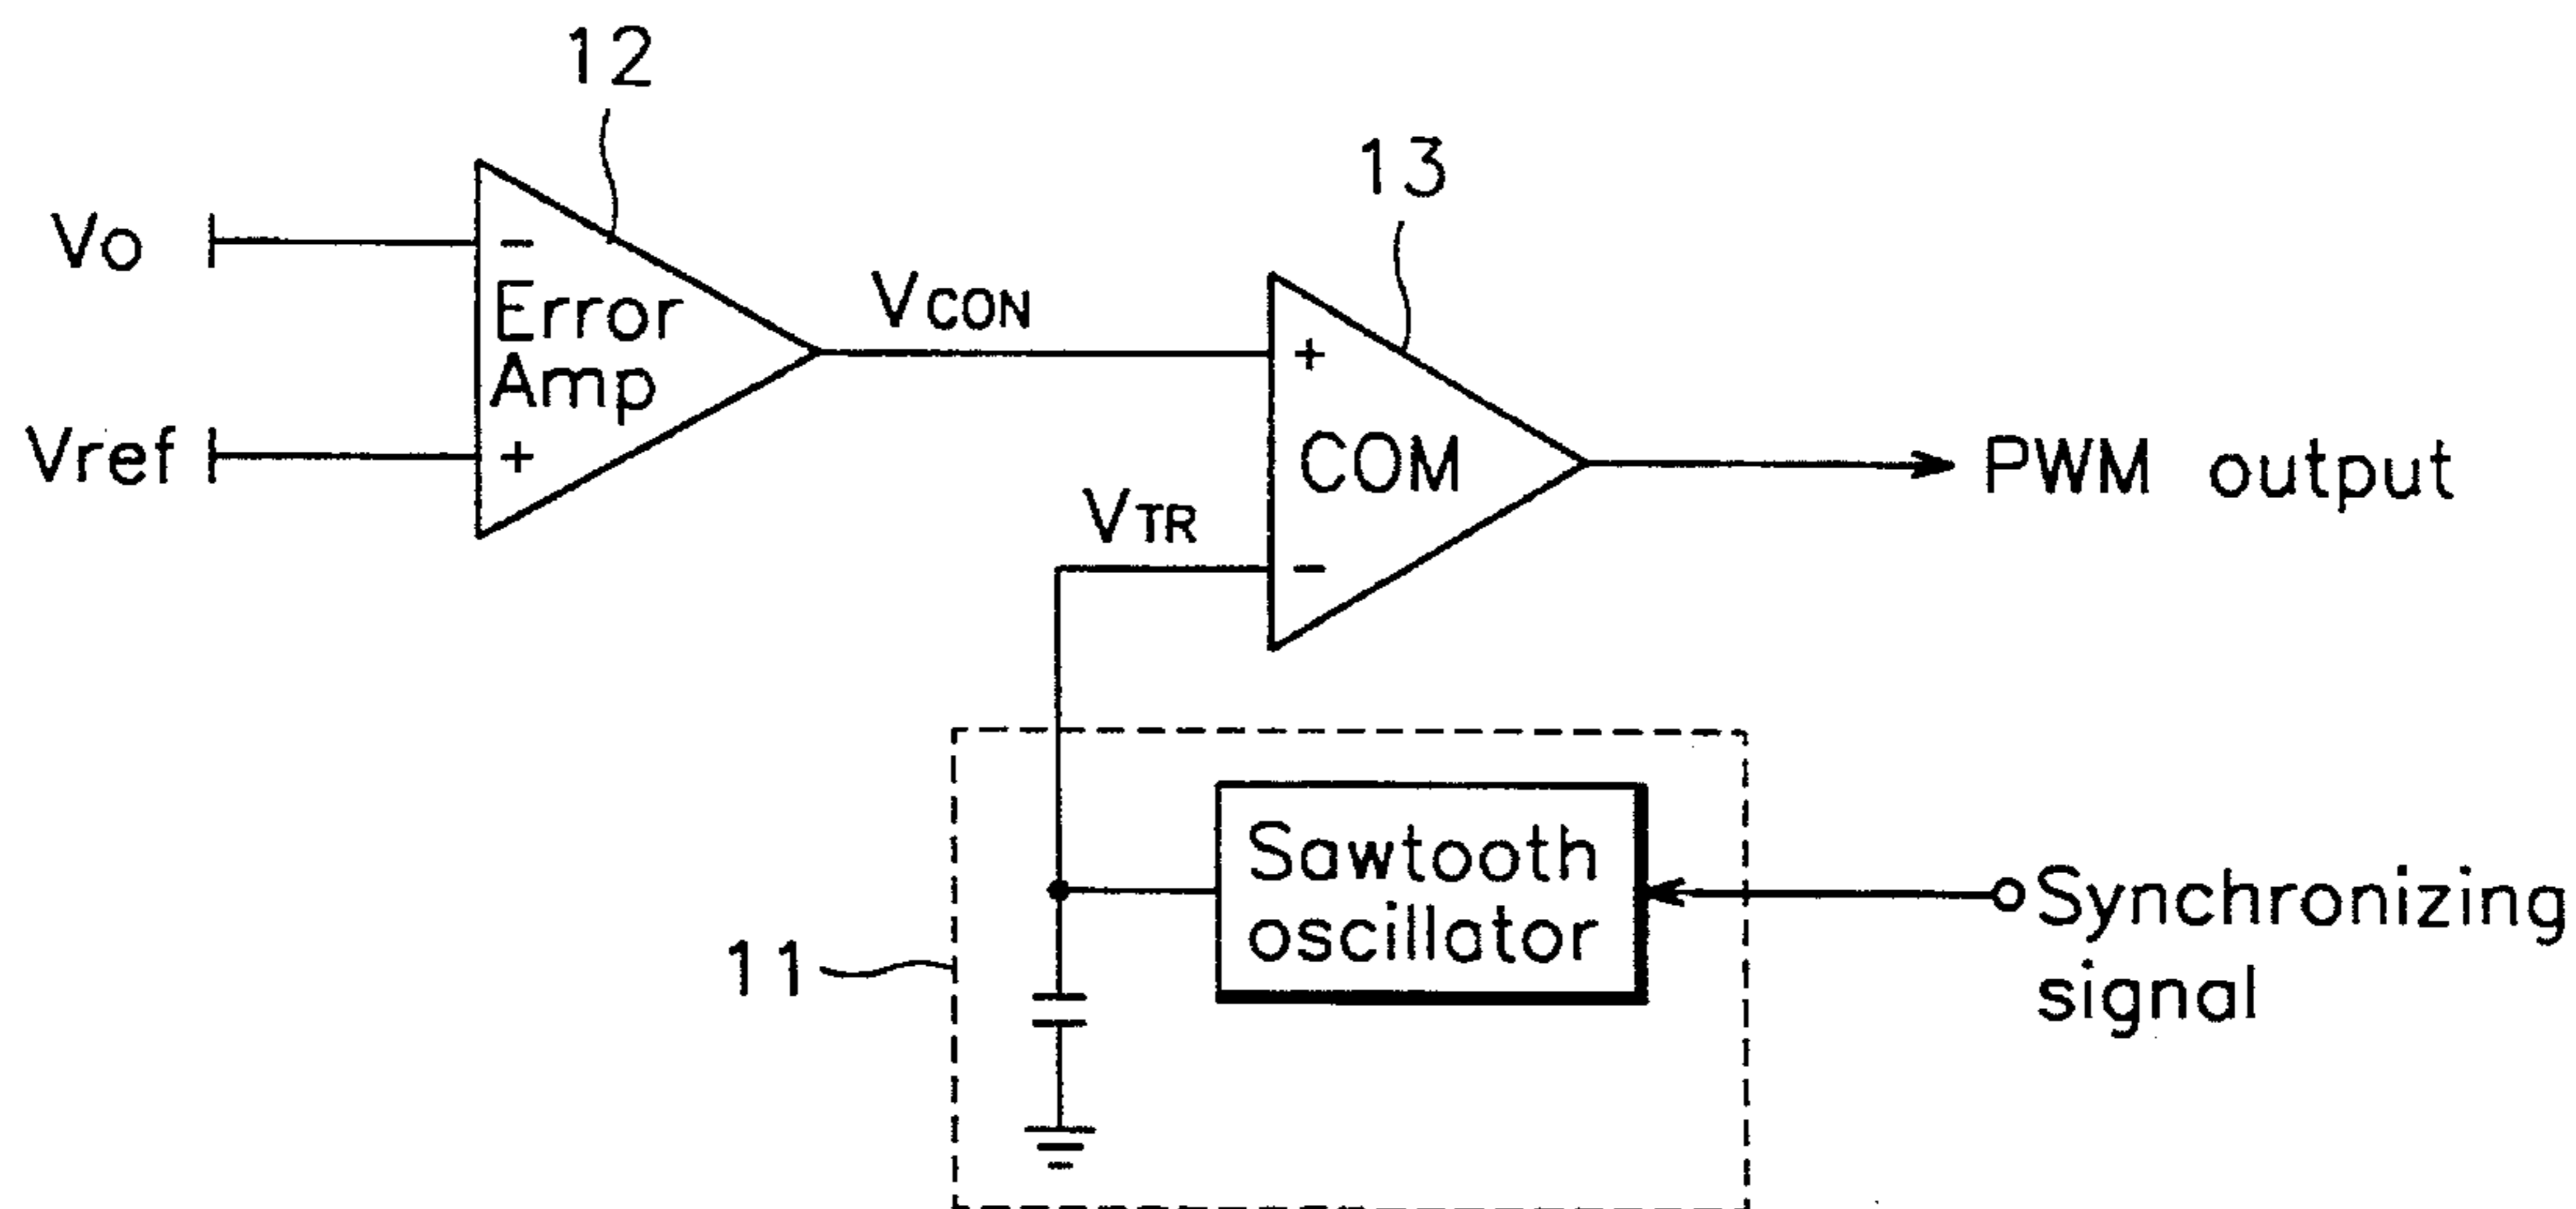 12
13
Vo
−
Error
Amp
Vref
+
VCON
+
COM
VTR
−
PWM output
11
Sawtooth
oscillator
Synchronizing
signal